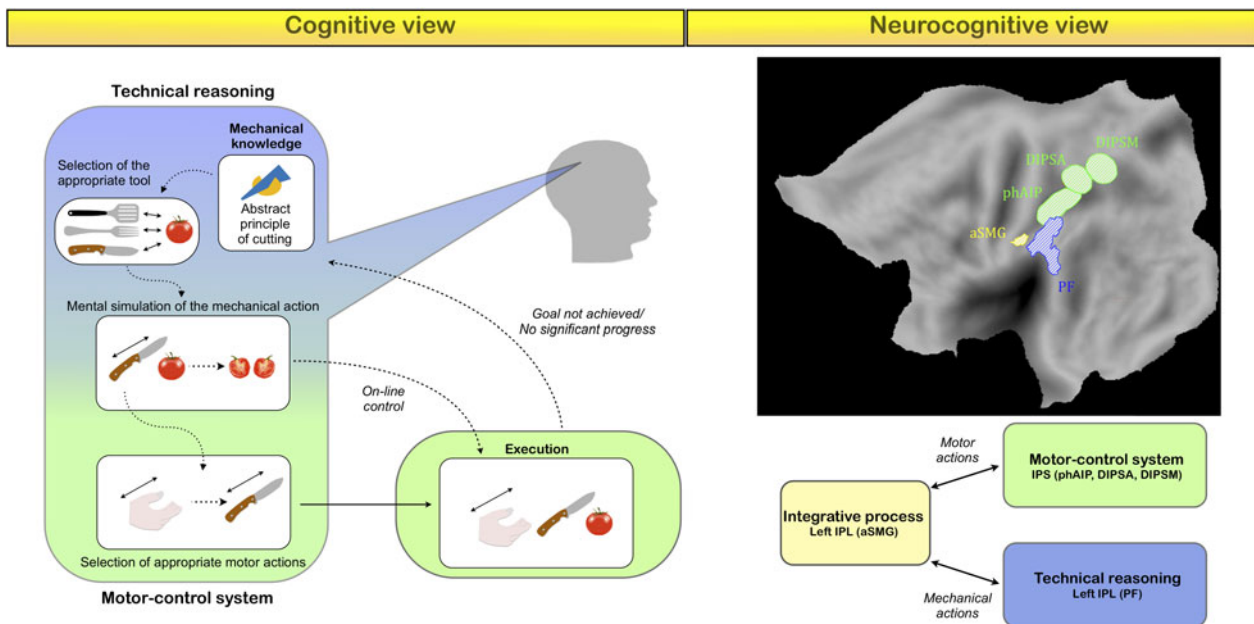 Cognitive view
Neurocognitive view
Technical reasoning
Mechanical
knowledge
Abstract
principle
of cutting
Selection of the
appropriate tool
Mental simulation of the mechanical action
Goal not achieved/
No significant progress
On-line
control
Execution
Selection of appropriate motor actions
Motor-control system
DIPSM
DIPSA
phAIP
aSMG
PF
Motor
actions
Motor-control system
IPS (phAIP, DIPSA, DIPSM)
Integrative process
Left IPL (aSMG)
Mechanical
actions
Technical reasoning
Left IPL (PF)